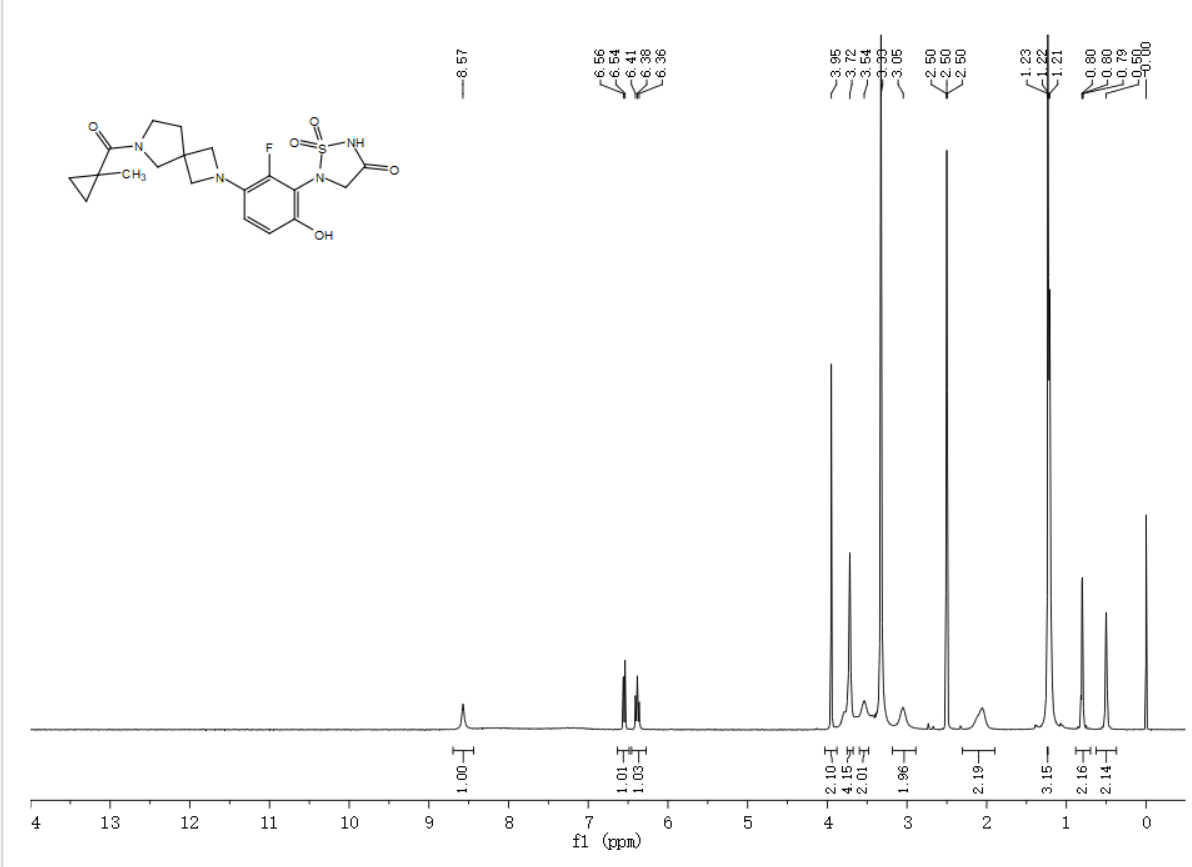 8.57
6.56
6.54
6.41
6.38
6.36
3.95
3.72
3.54
3.33
3.05
2.50
2.50
2.50
1.23
1.22
1.21
0.80
0.80
0.79
0.50
0.00
O
N
CH3
N
F
O
O
S
NH
N
O
OH
1.00
1.01
1.03
2.10
4.15
2.01
1.96
2.19
3.15
2.16
2.14
4 13 12 11 10 9 8 7 6 5 4 3 2 1 0
f1 (ppm)